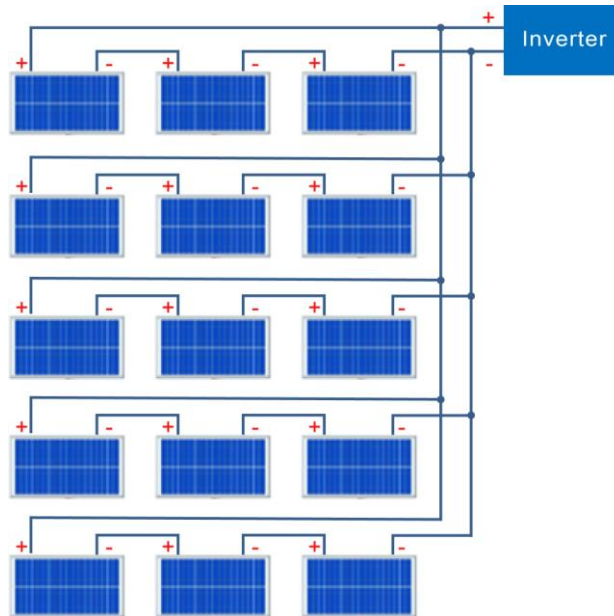 +
Inverter
-
+ - + - + -
+ - + - + -
+ - + - + -
+ - + - + -
+ - + - + -